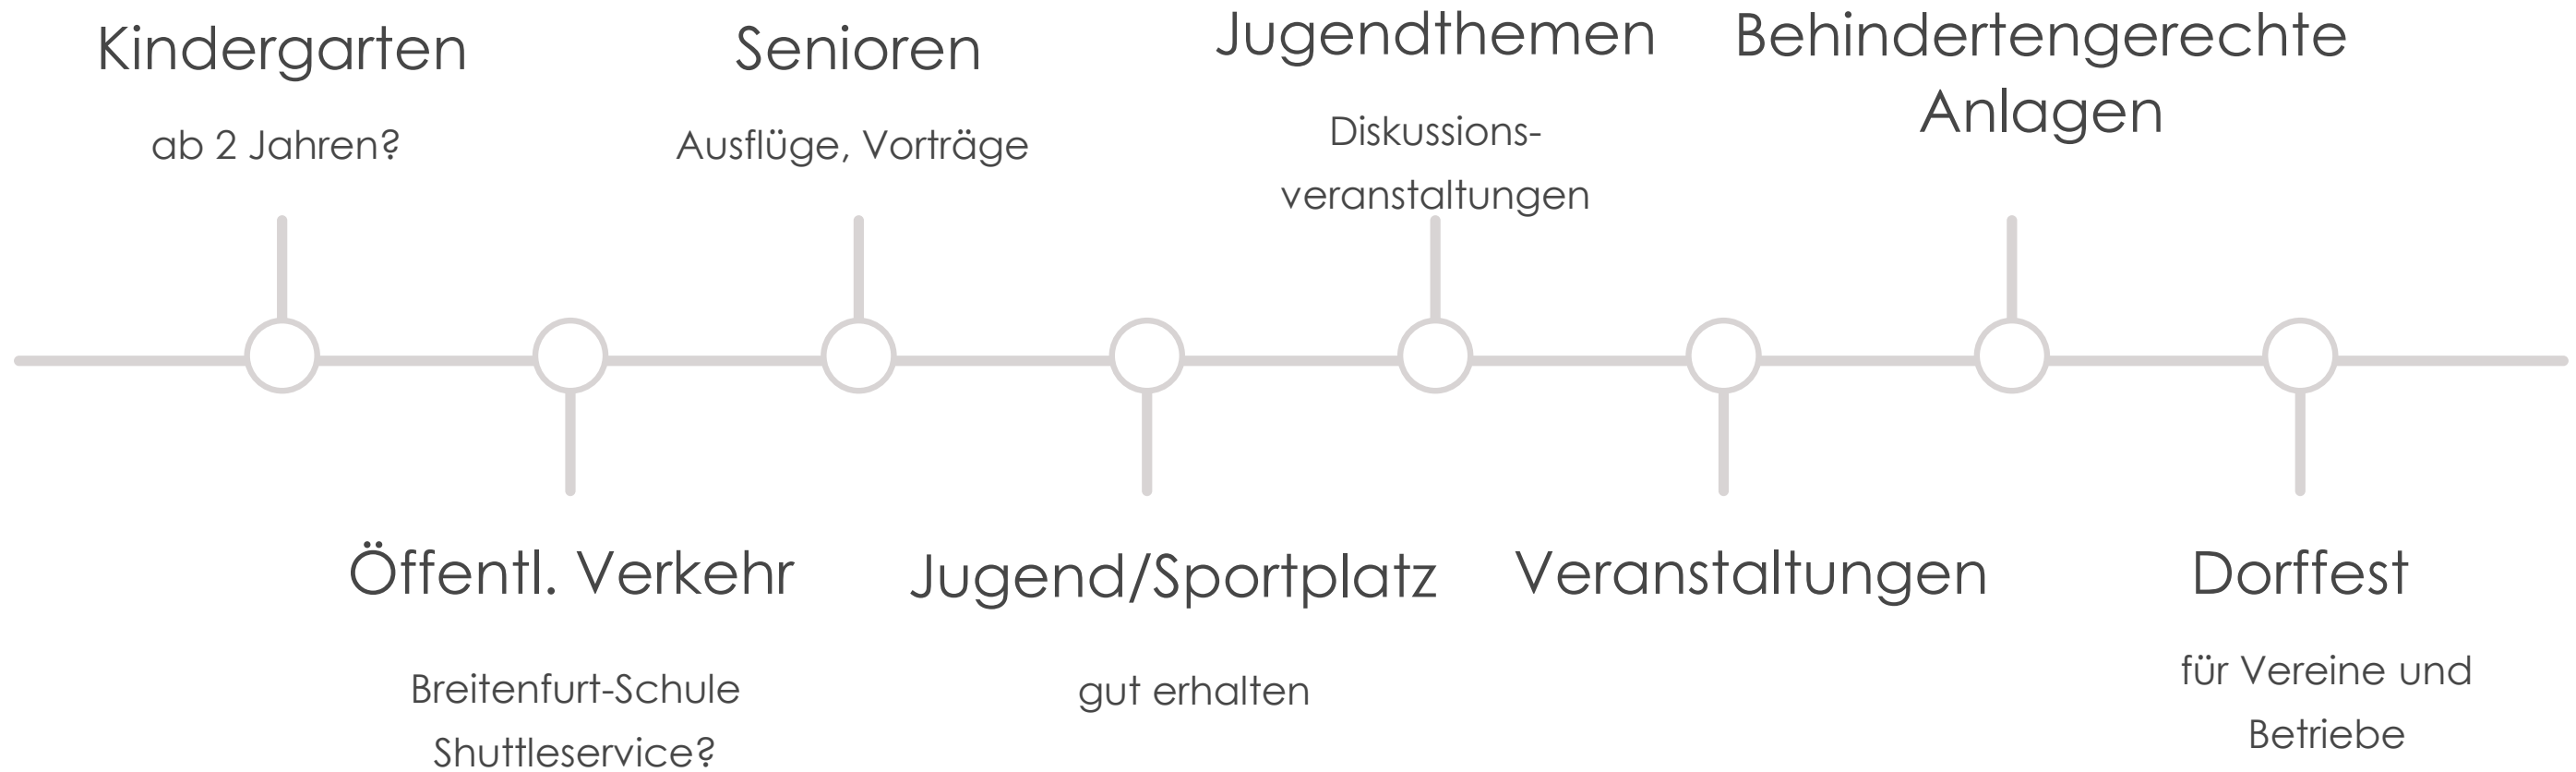 Kindergarten
ab 2 Jahren?
Öffentl. Verkehr
Breitenfurt-Schule
Shuttleservice?
Senioren
Ausflüge, Vorträge
Jugend/Sportplatz
gut erhalten
Jugendthemen
Diskussions-
veranstaltungen
Veranstaltungen
Behindertengerechte
Anlagen
Dorffest
für Vereine und
Betriebe